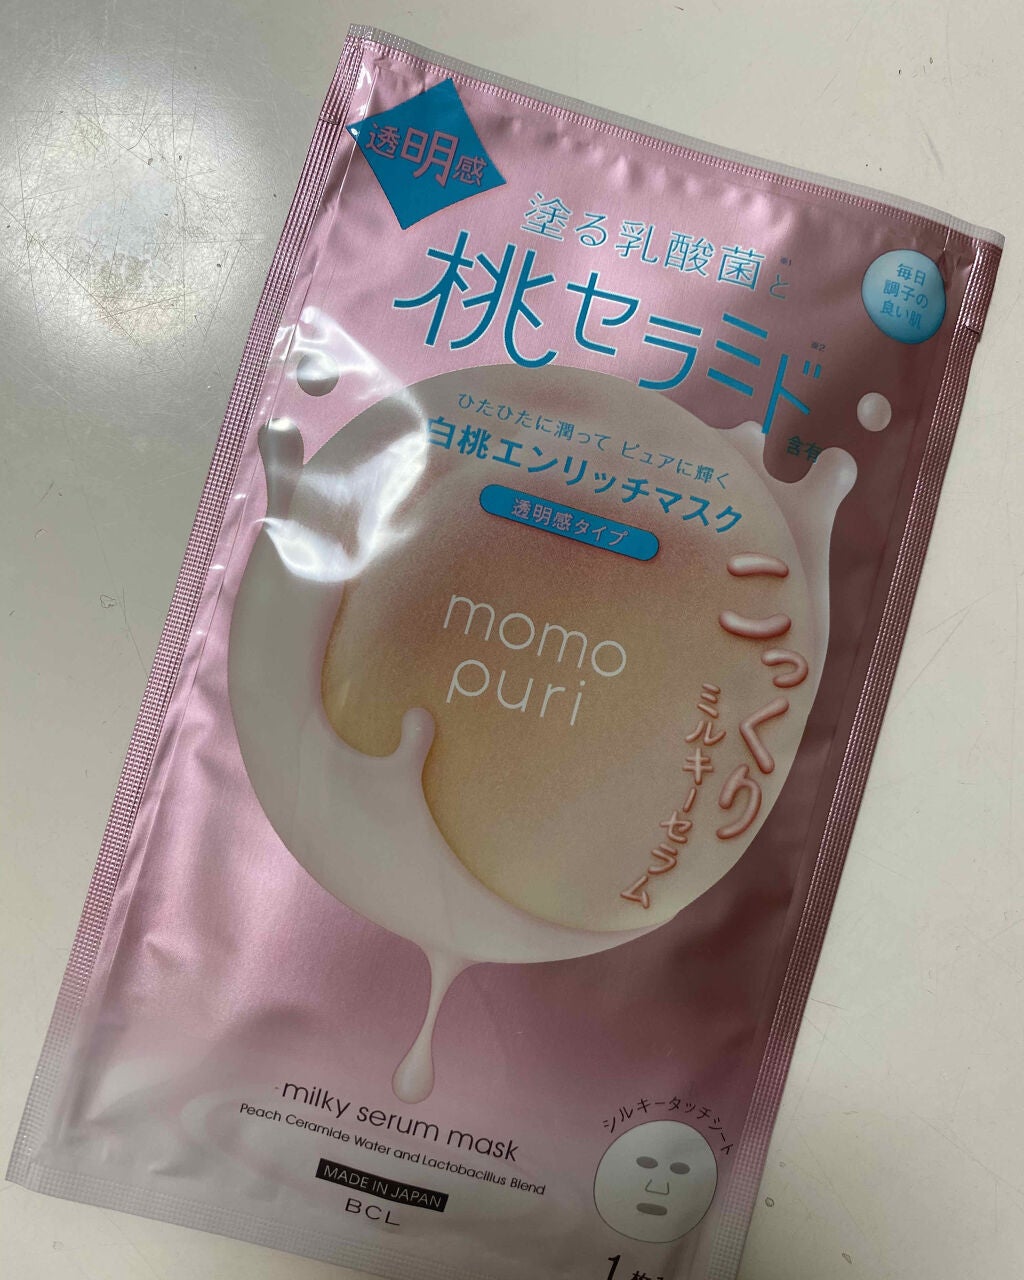 透明感
塗る乳酸菌※1と
桃セラミド※2
含有
毎日
調子の
良い肌
ひたひたに潤って ピュアに輝く
白桃エンリッチマスク
透明感タイプ
momo
puri
こっくり
ミルキーセラム
milky serum mask
Peach Ceramide Water and Lactobacillus Blend
MADE IN JAPAN
BCL
シルキータッチシート
1枚